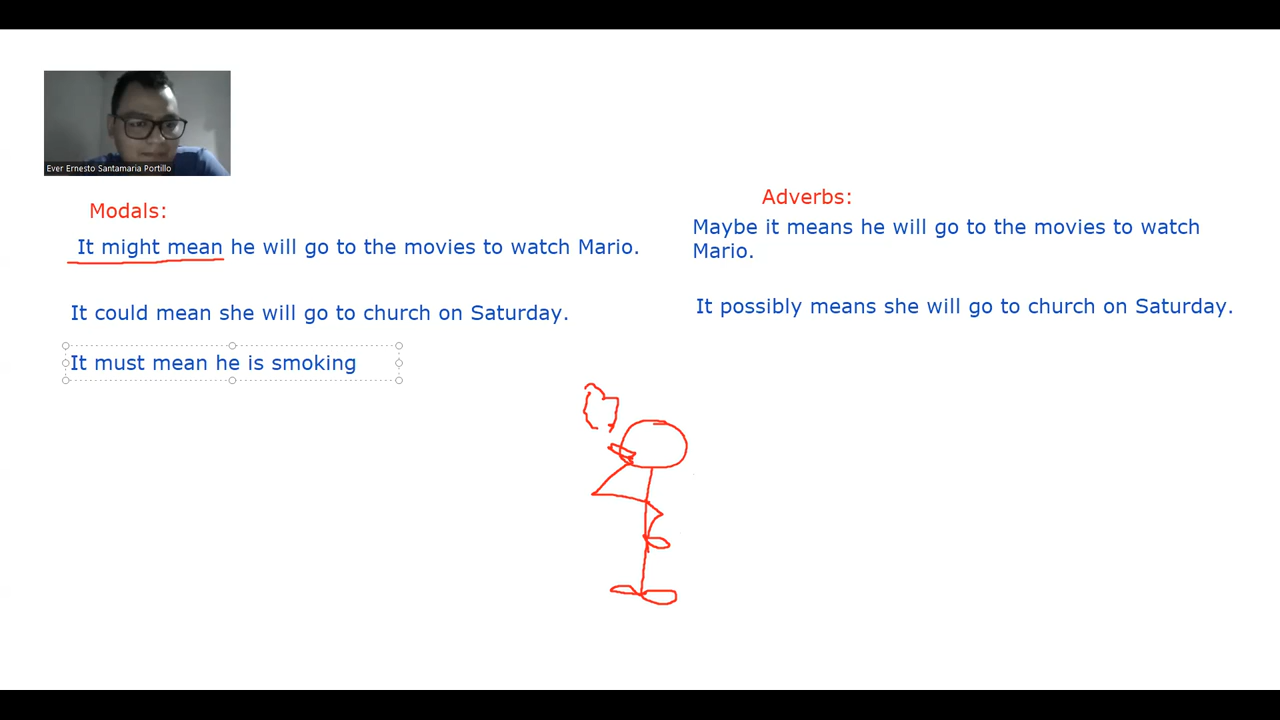 Ever Ernesto Santamaria Portillo
Modals:
It might mean he will go to the movies to watch Mario.
It could mean she will go to church on Saturday.
It must mean he is smoking
Adverbs:
Maybe it means he will go to the movies to watch
Mario.
It possibly means she will go to church on Saturday.